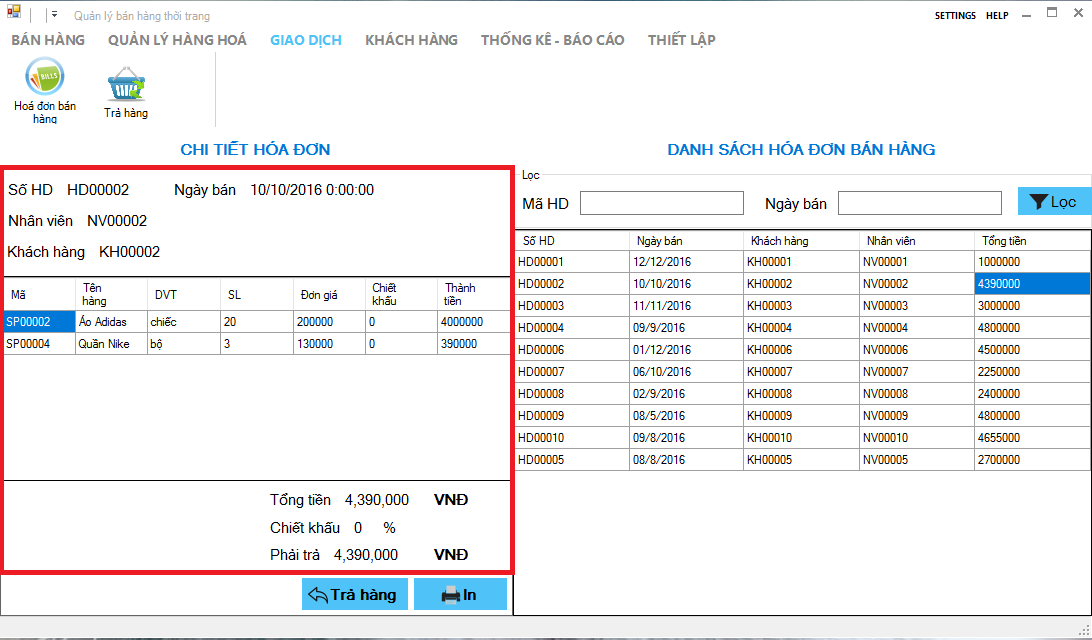 Quản lý bán hàng thời trang
SETTINGS HELP
BÁN HÀNG QUẢN LÝ HÀNG HOÁ GIAO DỊCH KHÁCH HÀNG THỐNG KÊ - BÁO CÁO THIẾT LẬP
BILLS
Hoá đơn bán
hàng
Trả hàng
CHI TIẾT HÓA ĐƠN
Số HD HD00002 Ngày bán 10/10/2016 0:00:00
Nhân viên NV00002
Khách hàng KH00002
Mã Tên hàng DVT SL Đơn giá Chiết khấu Thành tiền
SP00002 Áo Adidas chiếc 20 200000 0 4000000
SP00004 Quần Nike bộ 3 130000 0 390000
Tổng tiền 4,390,000 VNĐ
Chiết khấu 0 %
Phải trả 4,390,000 VNĐ
Trả hàng In
DANH SÁCH HÓA ĐƠN BÁN HÀNG
Lọc
Mã HD Ngày bán Lọc
Số HD Ngày bán Khách hàng Nhân viên Tổng tiền
HD00001 12/12/2016 KH00001 NV00001 1000000
HD00002 10/10/2016 KH00002 NV00002 4390000
HD00003 11/11/2016 KH00003 NV00003 3000000
HD00004 09/9/2016 KH00004 NV00004 4800000
HD00006 01/12/2016 KH00006 NV00006 4500000
HD00007 06/10/2016 KH00007 NV00007 2250000
HD00008 02/9/2016 KH00008 NV00008 2400000
HD00009 08/5/2016 KH00009 NV00009 4800000
HD00010 09/8/2016 KH00010 NV00010 4655000
HD00005 08/8/2016 KH00005 NV00005 2700000